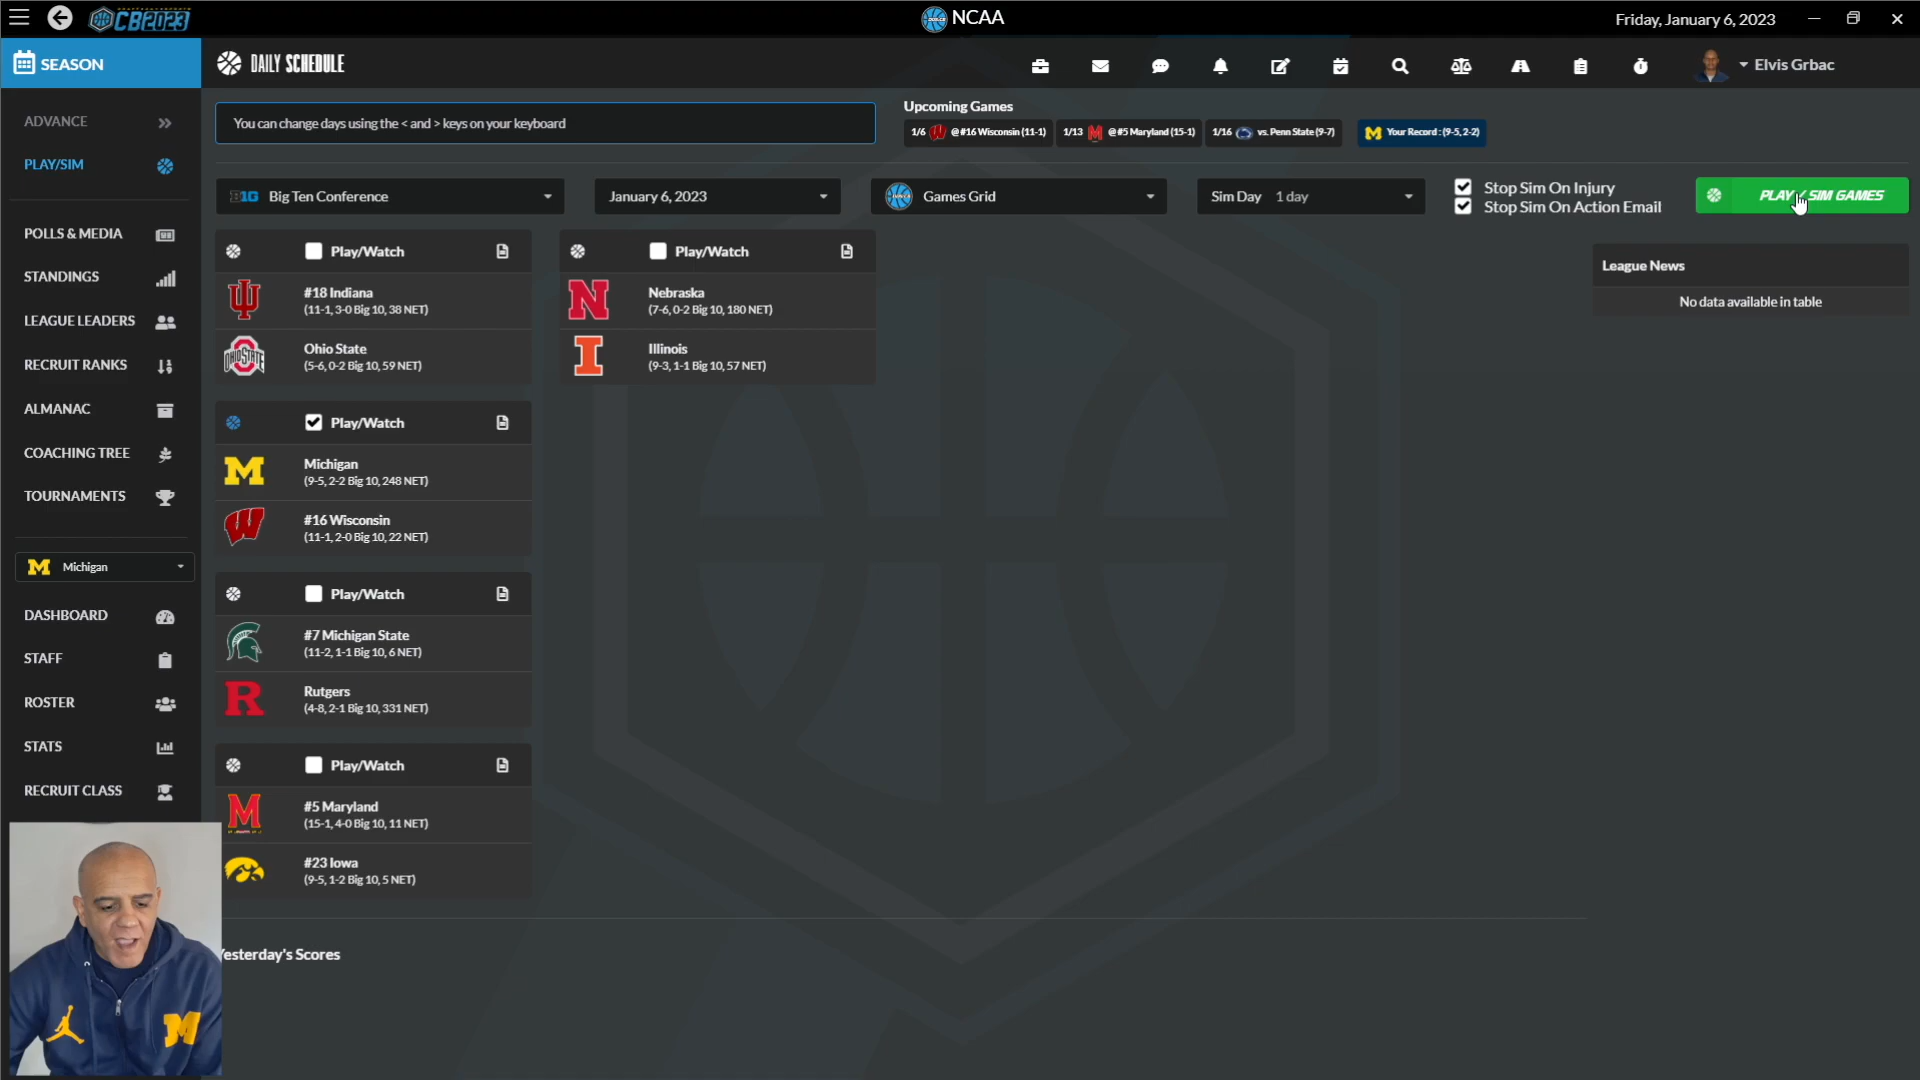 CB2023
NCAA
Friday, January 6, 2023
SEASON
DAILY SCHEDULE
Elvis Grbac
ADVANCE
PLAY/SIM
POLLS & MEDIA
STANDINGS
LEAGUE LEADERS
RECRUIT RANKS
ALMANAC
COACHING TREE
TOURNAMENTS
Michigan
DASHBOARD
STAFF
ROSTER
STATS
RECRUIT CLASS
You can change days using the < and > keys on your keyboard
Upcoming Games
1/6 @#16 Wisconsin (11-1)
1/13 @#5 Maryland (15-1)
1/16 vs. Penn State (9-7)
Your Record : (9-5, 2-2)
B1G Big Ten Conference
January 6, 2023
Games Grid
Sim Day 1 day
Stop Sim On Injury
Stop Sim On Action Email
PLAY / SIM GAMES
Play/Watch
#18 Indiana
(11-1, 3-0 Big 10, 38 NET)
Ohio State
(5-6, 0-2 Big 10, 59 NET)
Play/Watch
Nebraska
(7-6, 0-2 Big 10, 180 NET)
Illinois
(9-3, 1-1 Big 10, 57 NET)
Play/Watch
Michigan
(9-5, 2-2 Big 10, 248 NET)
#16 Wisconsin
(11-1, 2-0 Big 10, 22 NET)
Play/Watch
#7 Michigan State
(11-2, 1-1 Big 10, 6 NET)
Rutgers
(4-8, 2-1 Big 10, 331 NET)
Play/Watch
#5 Maryland
(15-1, 4-0 Big 10, 11 NET)
#23 Iowa
(9-5, 1-2 Big 10, 5 NET)
League News
No data available in table
Yesterday's Scores